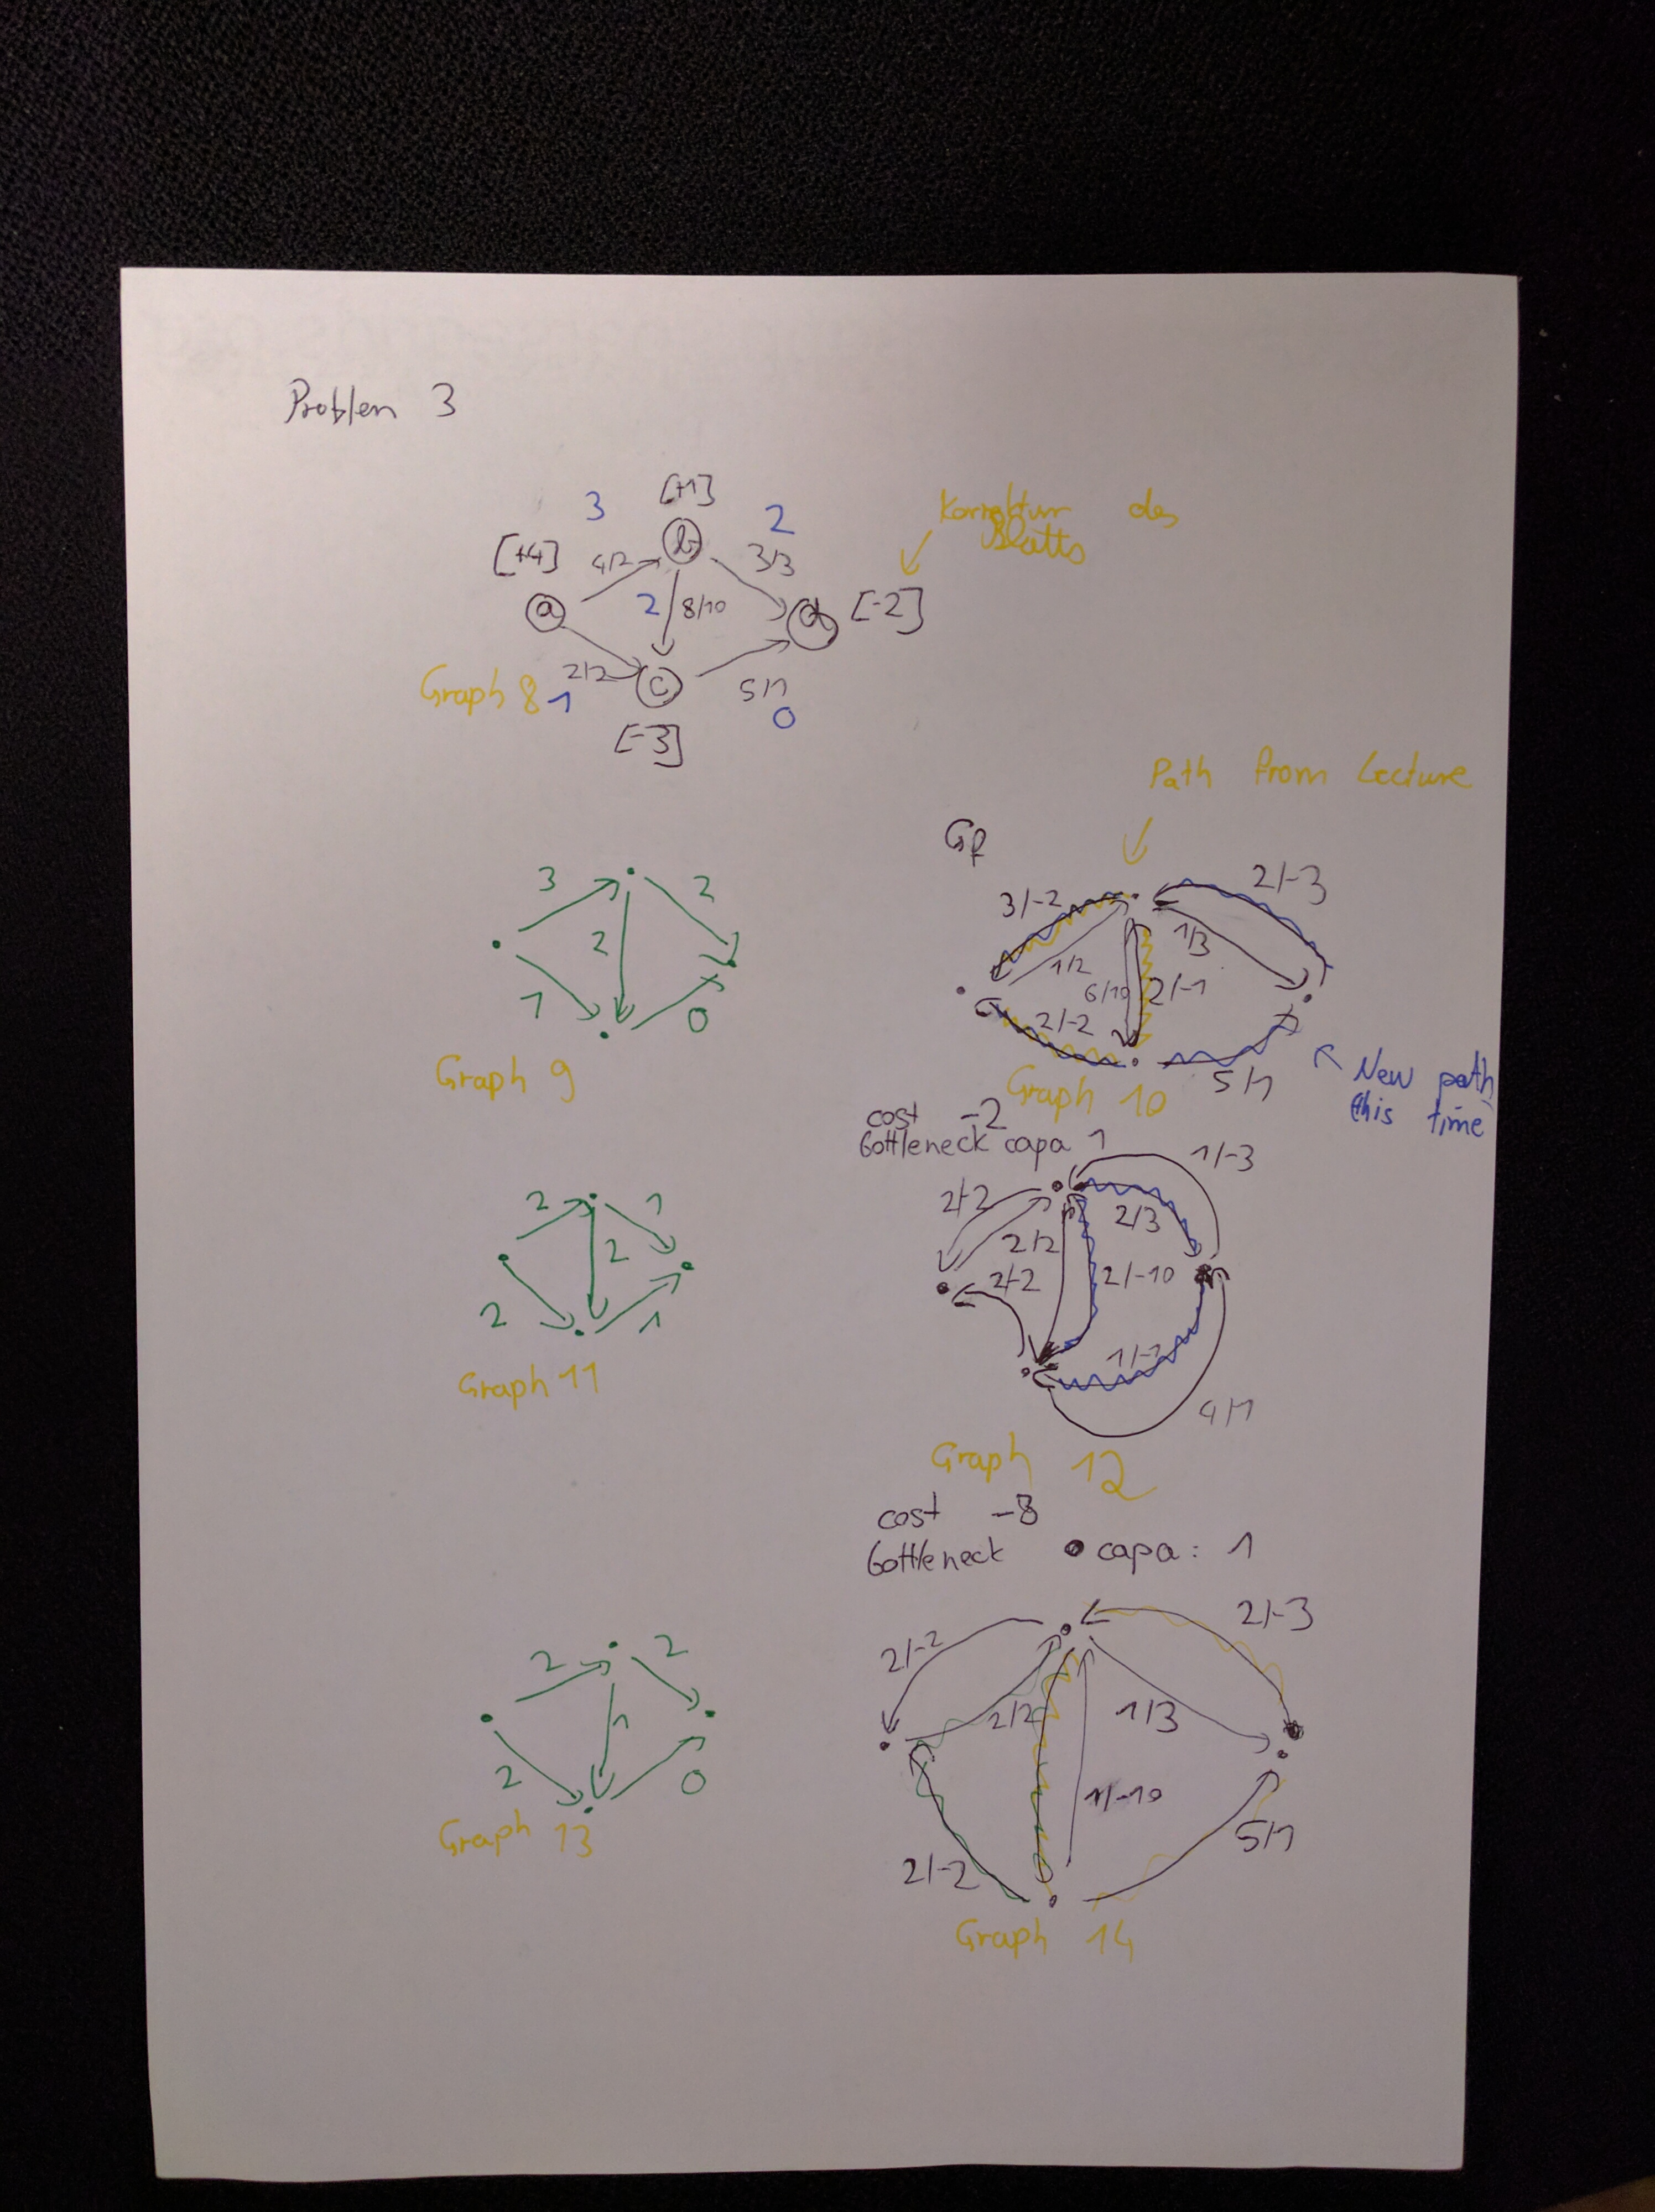 Problem 3
[+1]
3
2
Korrektur des
Blatts
[+4]
4/2
b
3/3
a
2
8/10
d
[-2]
2/2
c
5/1
Graph 8
1
0
[-3]
Path from Lecture
Gf
3
2
2
1
0
Graph 9
3/-2
2/-3
1/2
1/3
6/10
2/-1
2/-2
5/1
New path
this time
Graph 10
cost -2
bottleneck capa 1
2
1
2
2
1
Graph 11
2/-2
1/-3
2/2
2/3
2/-2
2/-10
1/-1
4/1
Graph 12
cost -8
bottleneck capa: 1
2
2
1
2
0
Graph 13
2/-2
2/-3
2/2
1/3
1/-10
2/-2
5/1
Graph 14